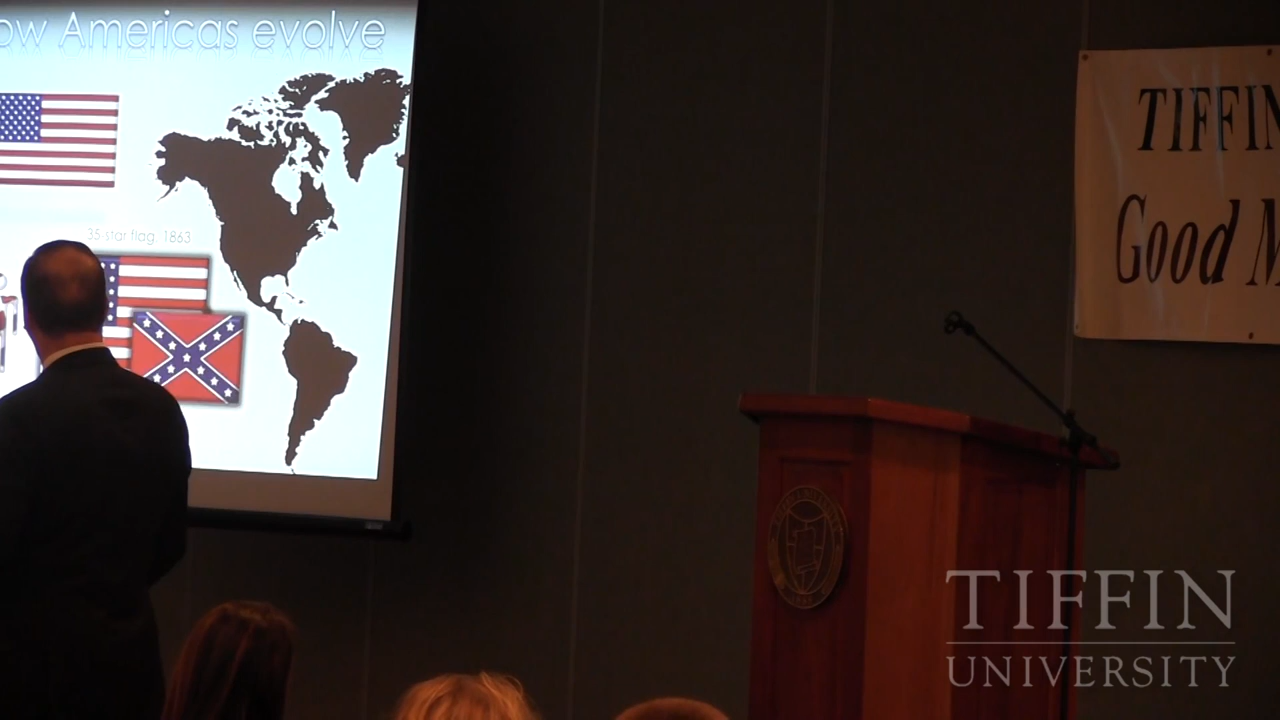 ow Americas evolve
35-star flag, 1863
TIFFIN
Good M
TIFFIN
UNIVERSITY